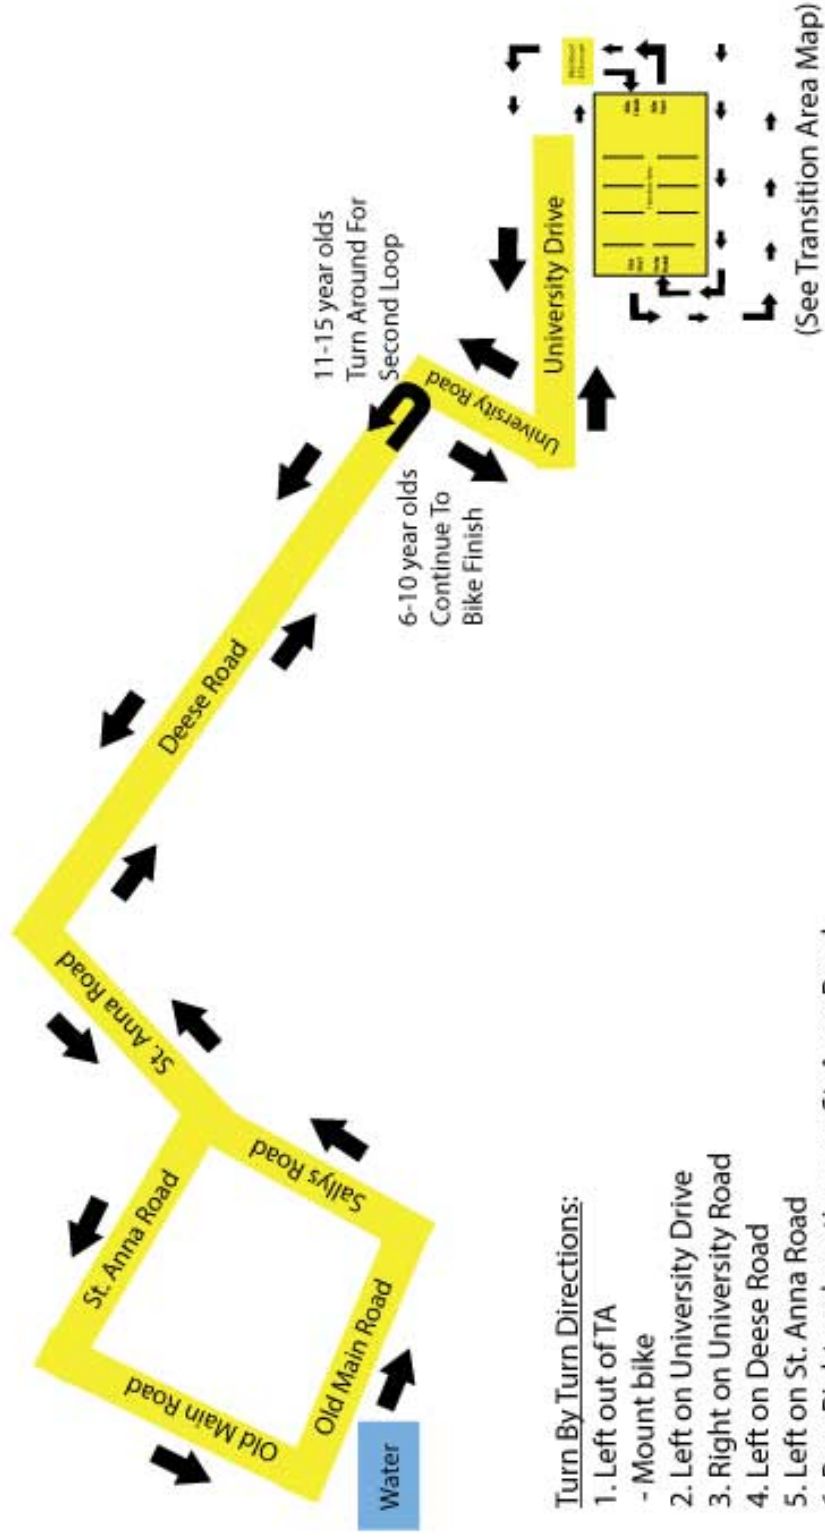 11-15 year olds
Turn Around For
Second Loop
6-10 year olds
Continue To
Bike Finish
University Drive
University Road
Deese Road
St. Anna Road
St. Anna Road
Sallys Road
Old Main Road
Old Main Road
Water
(See Transition Area Map)
Turn By Turn Directions:
1. Left out of TA
- Mount bike
2. Left on University Drive
3. Right on University Road
4. Left on Deese Road
5. Left on St. Anna Road